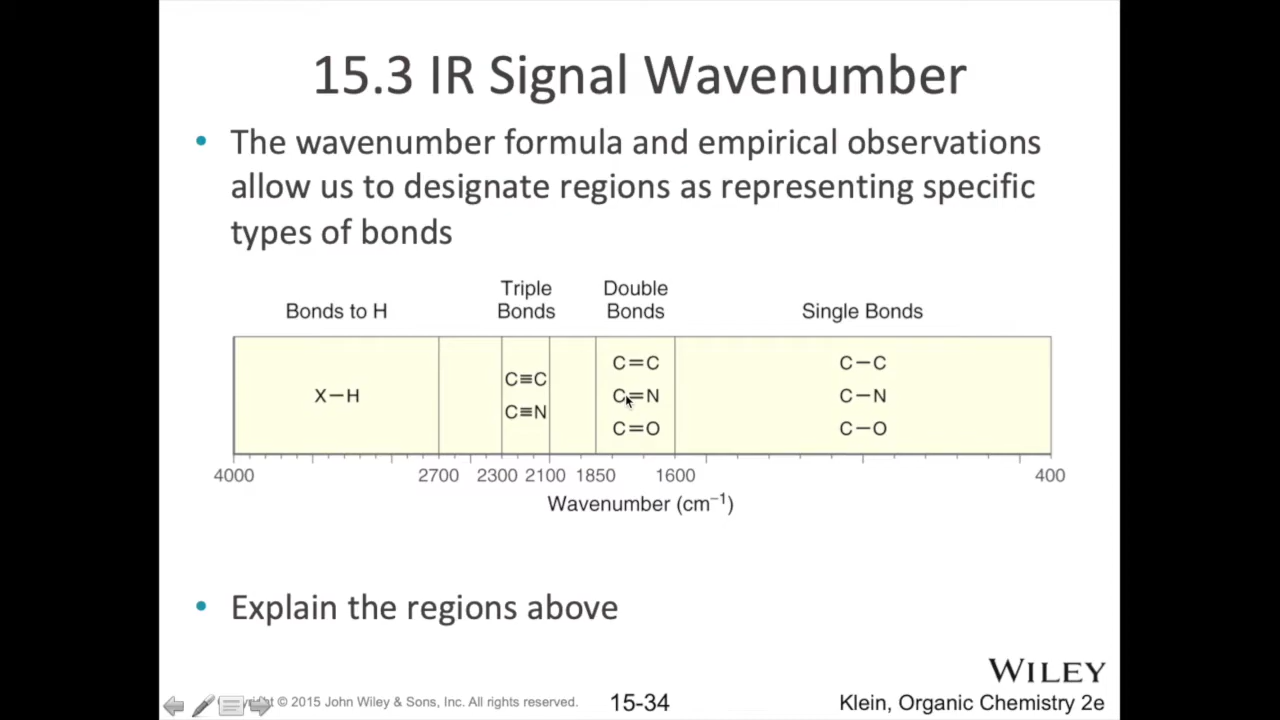 15.3 IR Signal Wavenumber
• The wavenumber formula and empirical observations
allow us to designate regions as representing specific
types of bonds
Triple Double
Bonds to H Bonds Bonds Single Bonds
C=C C−C
C≡C
X−H C=N C−N
C≡N
C=O C−O
4000 2700 2300 2100 1850 1600 400
Wavenumber (cm⁻¹)
• Explain the regions above
WILEY
© 2015 John Wiley & Sons, Inc. All rights reserved. 15-34 Klein, Organic Chemistry 2e